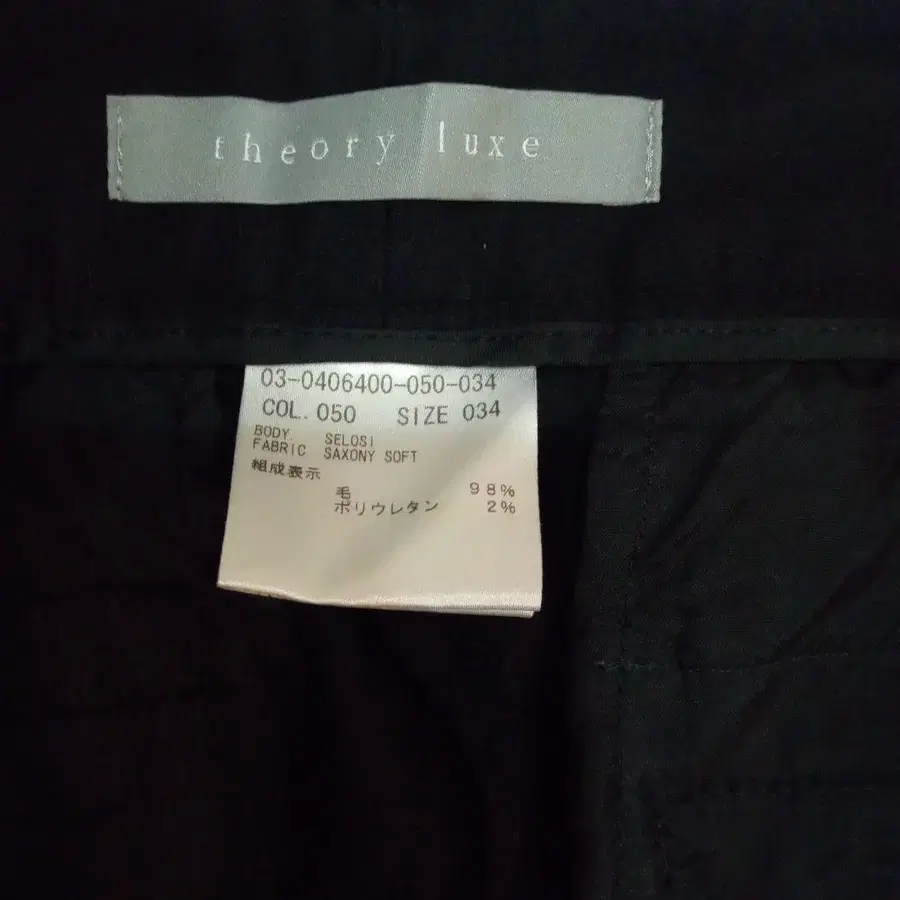 theory luxe
03-0406400-050-034
COL. 050 SIZE 034
BODY SELOSI
FABRIC SAXONY SOFT
組成表示
毛 98%
ポリウレタン 2%